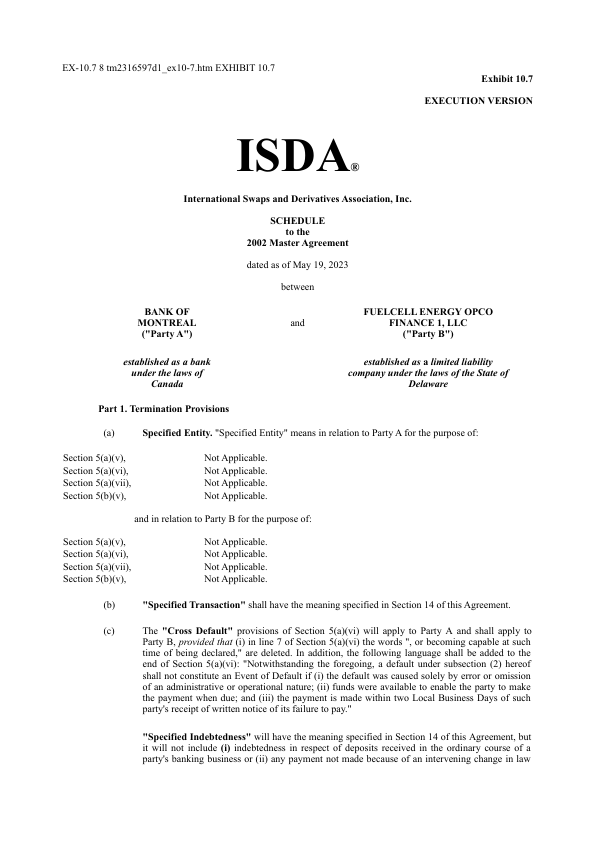 EX-10.7 8 tm2316597d1_ex10-7.htm EXHIBIT 10.7
Exhibit 10.7
EXECUTION VERSION
ISDA®
International Swaps and Derivatives Association, Inc.
SCHEDULE
to the
2002 Master Agreement
dated as of May 19, 2023
between
BANK OF
MONTREAL
("Party A")
and
FUELCELL ENERGY OPCO
FINANCE 1, LLC
("Party B")
established as a bank
under the laws of
Canada
established as a limited liability
company under the laws of the State of
Delaware
Part 1. Termination Provisions
(a) Specified Entity. "Specified Entity" means in relation to Party A for the purpose of:
Section 5(a)(v), Not Applicable.
Section 5(a)(vi), Not Applicable.
Section 5(a)(vii), Not Applicable.
Section 5(b)(v), Not Applicable.
and in relation to Party B for the purpose of:
Section 5(a)(v), Not Applicable.
Section 5(a)(vi), Not Applicable.
Section 5(a)(vii), Not Applicable.
Section 5(b)(v), Not Applicable.
(b) "Specified Transaction" shall have the meaning specified in Section 14 of this Agreement.
(c) The "Cross Default" provisions of Section 5(a)(vi) will apply to Party A and shall apply to
Party B, provided that (i) in line 7 of Section 5(a)(vi) the words ", or becoming capable at such
time of being declared," are deleted. In addition, the following language shall be added to the
end of Section 5(a)(vi): "Notwithstanding the foregoing, a default under subsection (2) hereof
shall not constitute an Event of Default if (i) the default was caused solely by error or omission
of an administrative or operational nature; (ii) funds were available to enable the party to make
the payment when due; and (iii) the payment is made within two Local Business Days of such
party's receipt of written notice of its failure to pay."
"Specified Indebtedness" will have the meaning specified in Section 14 of this Agreement, but
it will not include (i) indebtedness in respect of deposits received in the ordinary course of a
party's banking business or (ii) any payment not made because of an intervening change in law